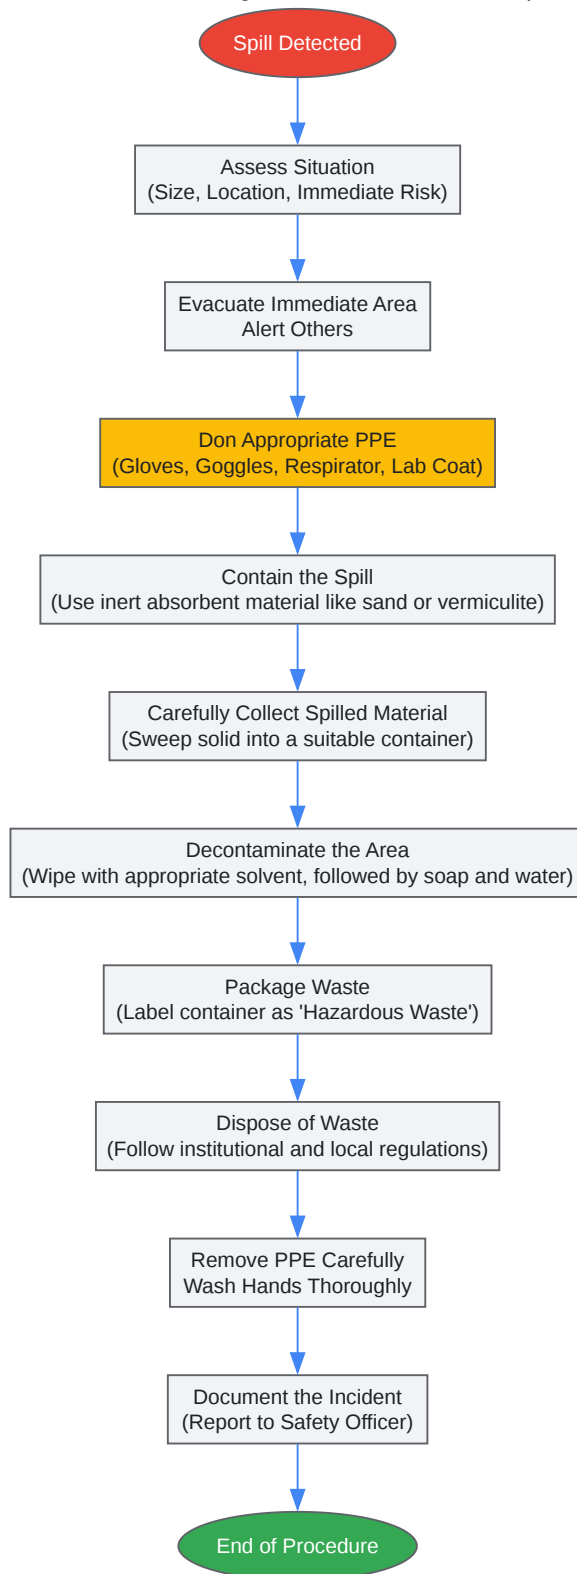 Spill Detected
Assess Situation
(Size, Location, Immediate Risk)
Evacuate Immediate Area
Alert Others
Don Appropriate PPE
(Gloves, Goggles, Respirator, Lab Coat)
Contain the Spill
(Use inert absorbent material like sand or vermiculite)
Carefully Collect Spilled Material
(Sweep solid into a suitable container)
Decontaminate the Area
(Wipe with appropriate solvent, followed by soap and water)
Package Waste
(Label container as 'Hazardous Waste')
Dispose of Waste
(Follow institutional and local regulations)
Remove PPE Carefully
Wash Hands Thoroughly
Document the Incident
(Report to Safety Officer)
End of Procedure